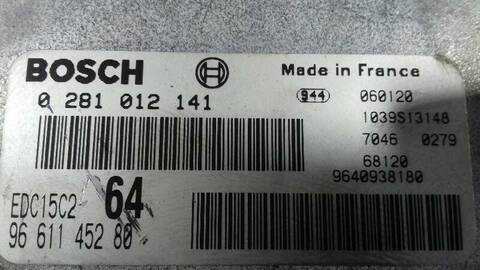 BOSCH
Made in France
0 281 012 141
944 060120
1039S13148
7046 0279
68120
9640938180
EDC15C2 64
96 611 452 80